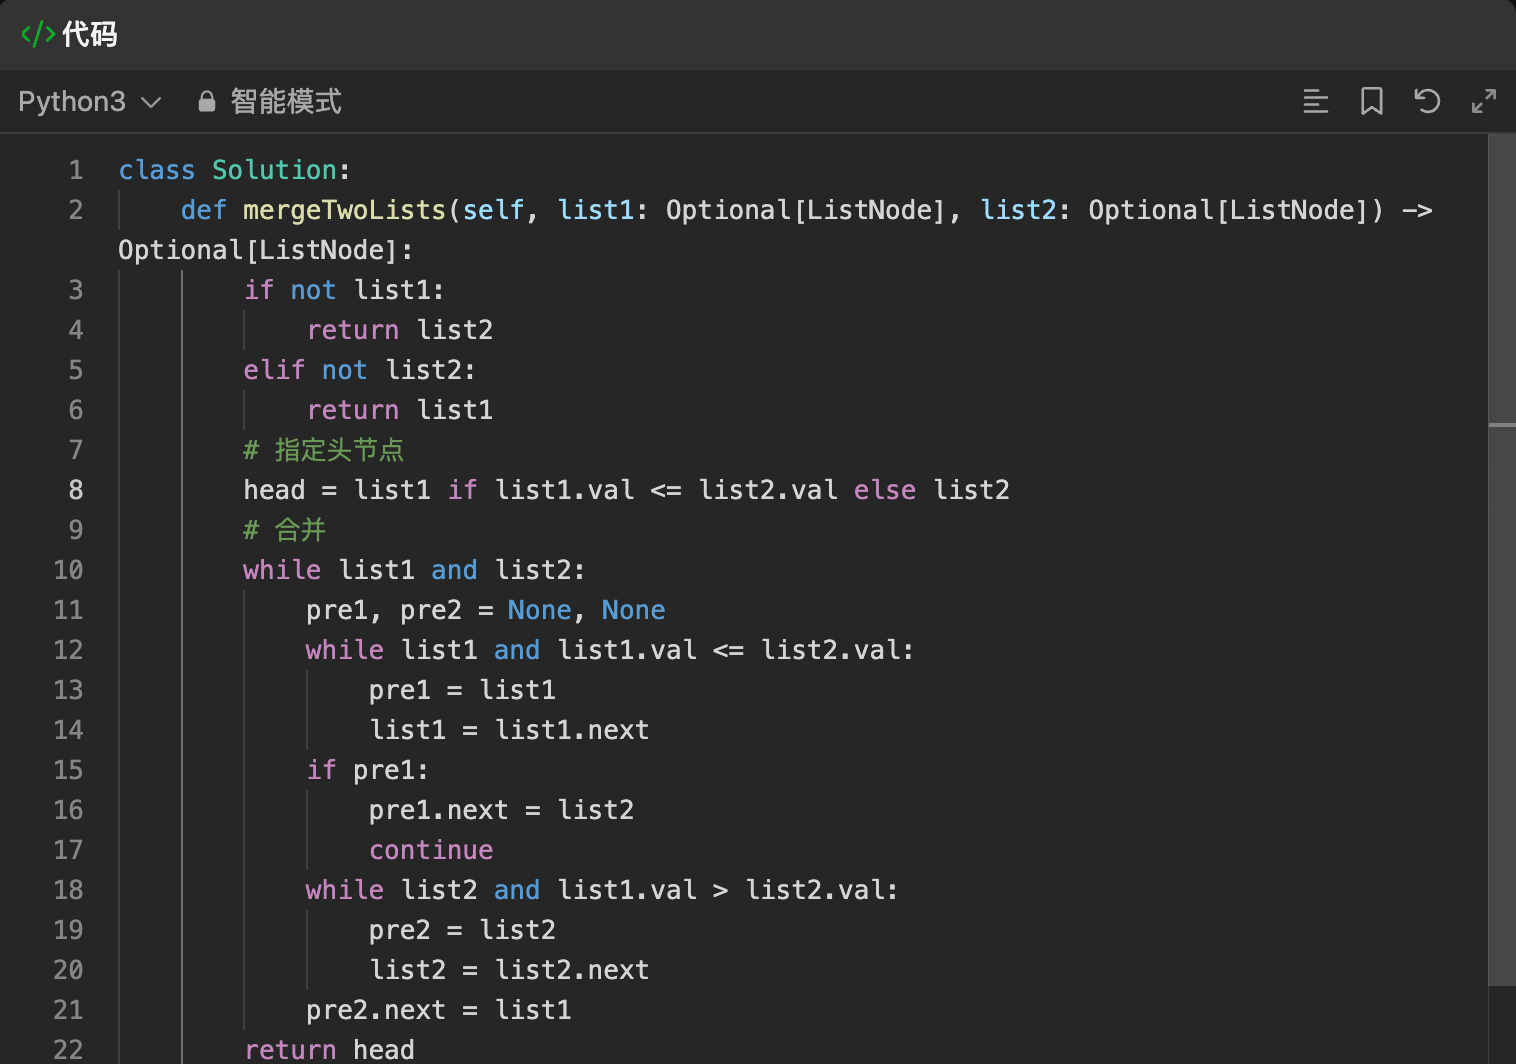 </> 代码
Python3 智能模式
1 class Solution:
2     def mergeTwoLists(self, list1: Optional[ListNode], list2: Optional[ListNode]) ->
Optional[ListNode]:
3         if not list1:
4             return list2
5         elif not list2:
6             return list1
7         # 指定头节点
8         head = list1 if list1.val <= list2.val else list2
9         # 合并
10         while list1 and list2:
11             pre1, pre2 = None, None
12             while list1 and list1.val <= list2.val:
13                 pre1 = list1
14                 list1 = list1.next
15             if pre1:
16                 pre1.next = list2
17                 continue
18             while list2 and list1.val > list2.val:
19                 pre2 = list2
20                 list2 = list2.next
21             pre2.next = list1
22         return head